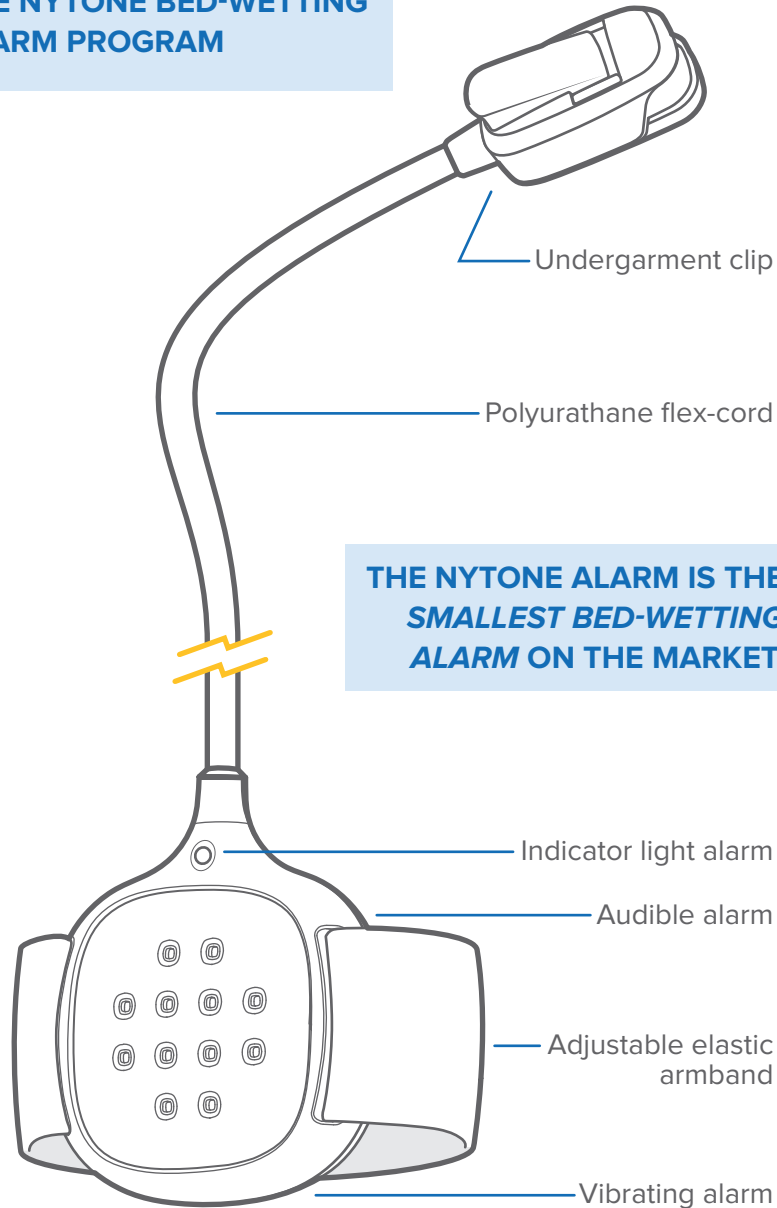 NYTONE BED-WETTING
ARM PROGRAM
Undergarment clip
Polyurathane flex-cord
THE NYTONE ALARM IS THE
SMALLEST BED-WETTING
ALARM ON THE MARKET
Indicator light alarm
Audible alarm
Adjustable elastic
armband
Vibrating alarm